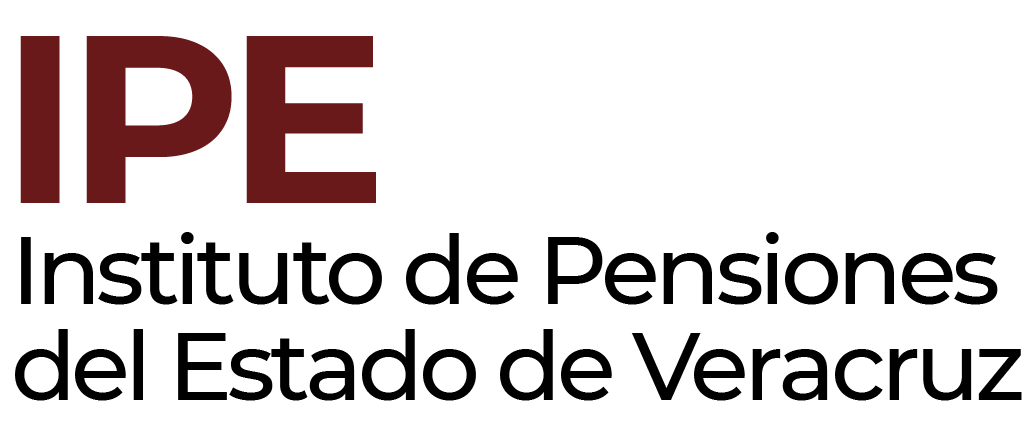 IPE
Instituto de Pensiones
del Estado de Veracruz